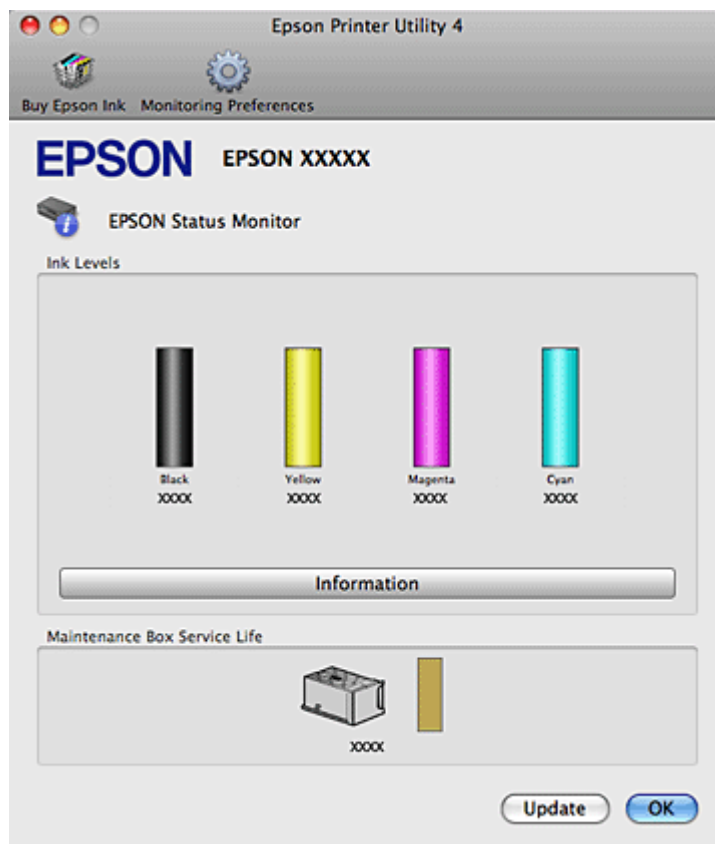 Epson Printer Utility 4
Buy Epson Ink Monitoring Preferences
EPSON EPSON XXXXX
EPSON Status Monitor
Ink Levels
Black Yellow Magenta Cyan
XXXX XXXX XXXX XXXX
Information
Maintenance Box Service Life
XXXX
Update OK